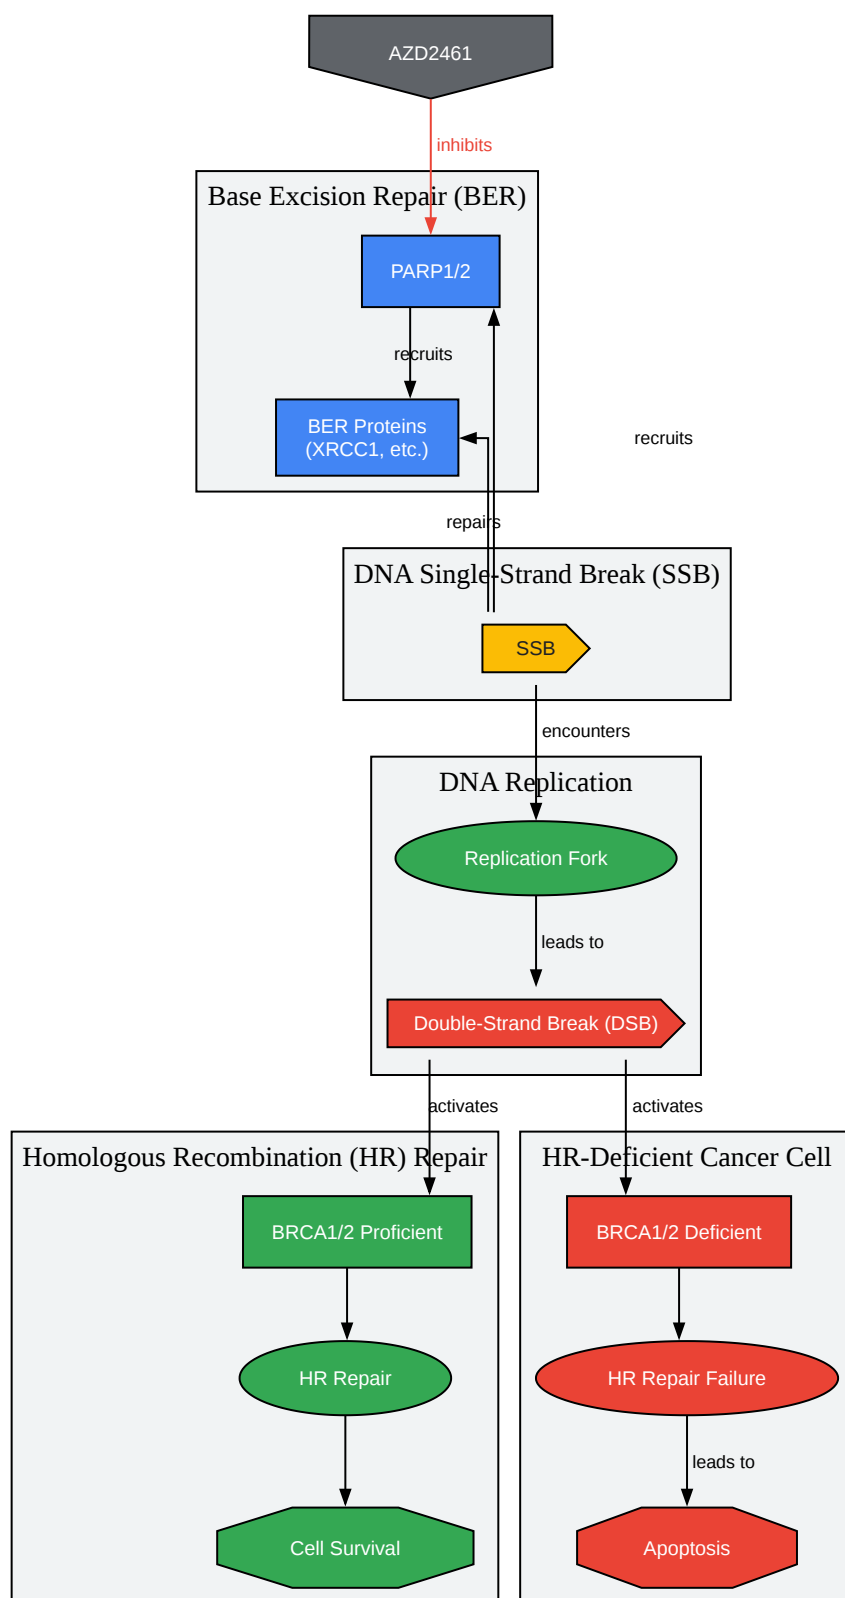 AZD2461
inhibits
Base Excision Repair (BER)
PARP1/2
recruits
BER Proteins
(XRCC1, etc.)
recruits
repairs
DNA Single-Strand Break (SSB)
SSB
encounters
DNA Replication
Replication Fork
leads to
Double-Strand Break (DSB)
activates
activates
Homologous Recombination (HR) Repair
HR-Deficient Cancer Cell
BRCA1/2 Proficient
BRCA1/2 Deficient
HR Repair
HR Repair Failure
leads to
Cell Survival
Apoptosis